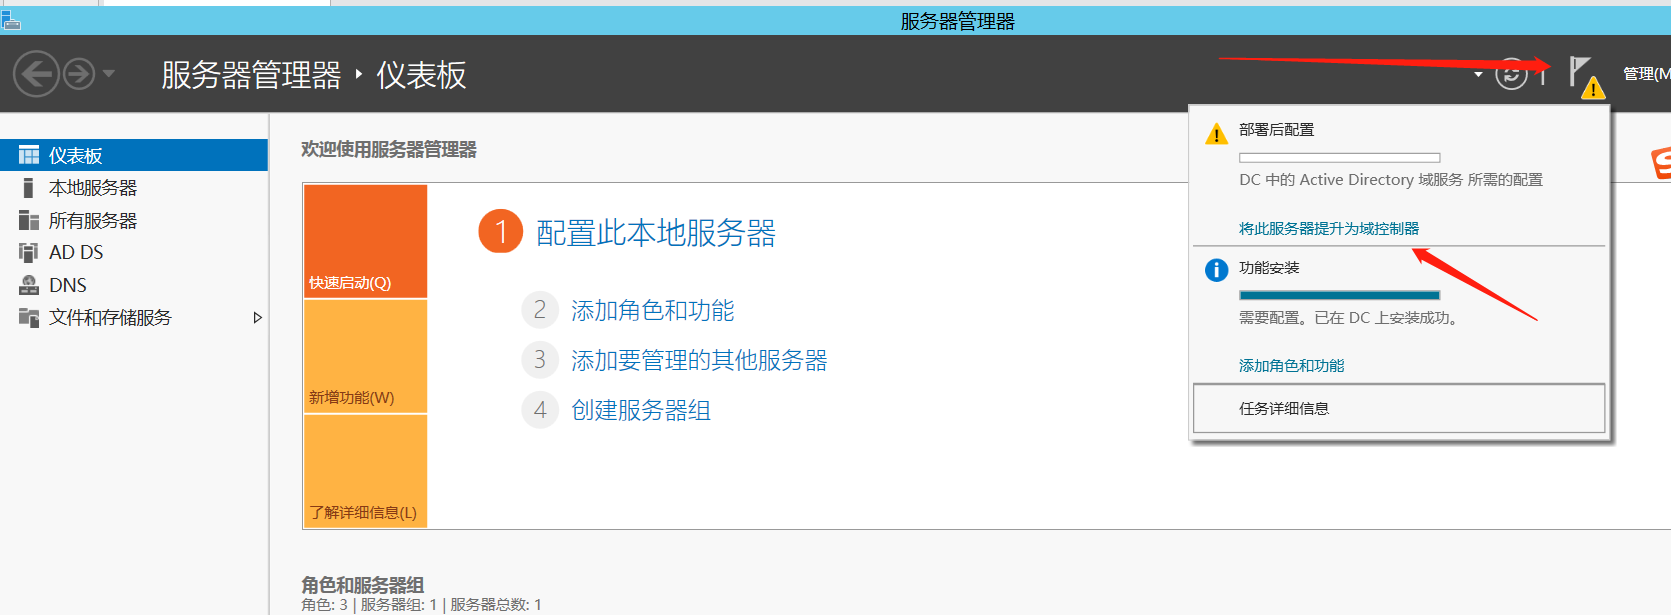 服务器管理器
服务器管理器 ‣ 仪表板
管理(M
仪表板
本地服务器
所有服务器
AD DS
DNS
文件和存储服务
欢迎使用服务器管理器
快速启动(Q)
新增功能(W)
了解详细信息(L)
1 配置此本地服务器
2 添加角色和功能
3 添加要管理的其他服务器
4 创建服务器组
部署后配置
DC 中的 Active Directory 域服务 所需的配置
将此服务器提升为域控制器
功能安装
需要配置。已在 DC 上安装成功。
添加角色和功能
任务详细信息
角色和服务器组
角色: 3 | 服务器组: 1 | 服务器总数: 1